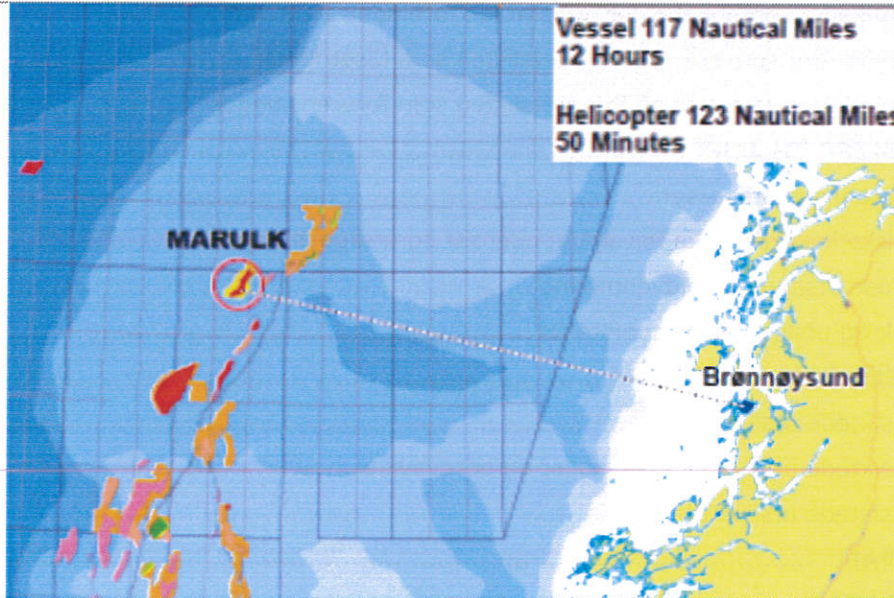 Vessel 117 Nautical Miles
12 Hours
Helicopter 123 Nautical Miles
50 Minutes
MARULK
Brønnøysund